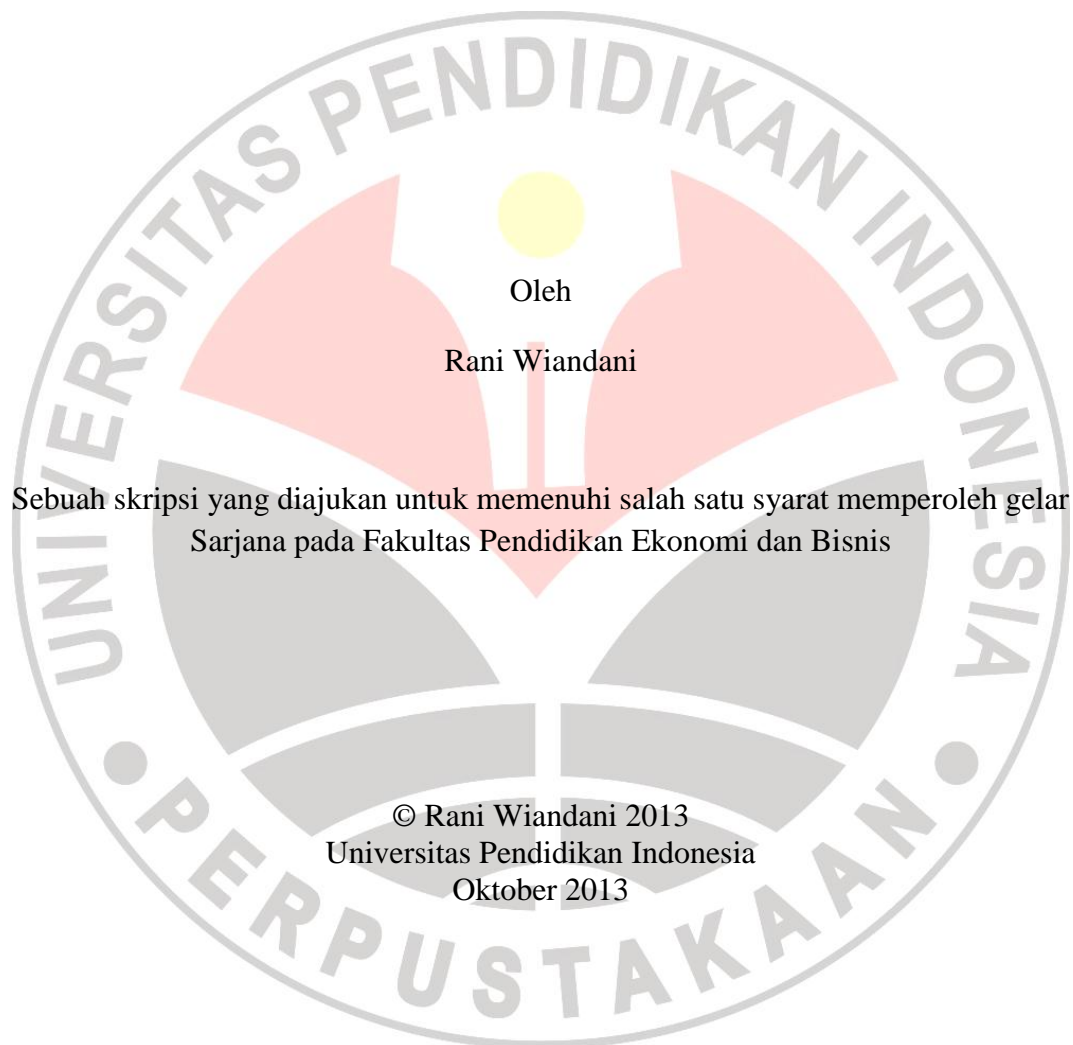 UNIVERSITAS PENDIDIKAN INDONESIA
Oleh
Rani Wiandani
Sebuah skripsi yang diajukan untuk memenuhi salah satu syarat memperoleh gelar
Sarjana pada Fakultas Pendidikan Ekonomi dan Bisnis
© Rani Wiandani 2013
Universitas Pendidikan Indonesia
Oktober 2013
PERPUSTAKAAN